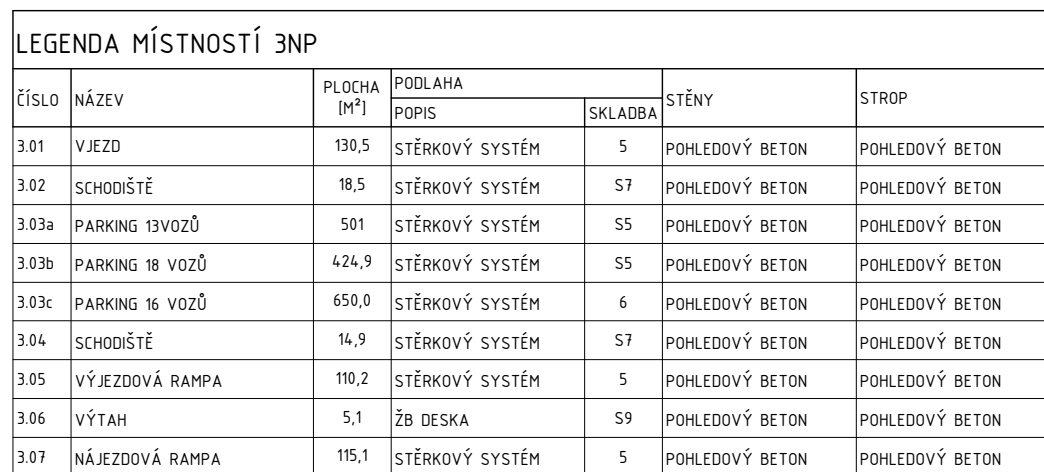 LEGENDA MÍSTNOSTÍ 3NP
ČÍSLO NÁZEV PLOCHA [M²] PODLAHA STĚNY STROP
POPIS SKLADBA
3.01 VJEZD 130,5 STĚRKOVÝ SYSTÉM 5 POHLEDOVÝ BETON POHLEDOVÝ BETON
3.02 SCHODIŠTĚ 18,5 STĚRKOVÝ SYSTÉM S7 POHLEDOVÝ BETON POHLEDOVÝ BETON
3.03a PARKING 13VOZŮ 501 STĚRKOVÝ SYSTÉM S5 POHLEDOVÝ BETON POHLEDOVÝ BETON
3.03b PARKING 18 VOZŮ 424,9 STĚRKOVÝ SYSTÉM S5 POHLEDOVÝ BETON POHLEDOVÝ BETON
3.03c PARKING 16 VOZŮ 650,0 STĚRKOVÝ SYSTÉM 6 POHLEDOVÝ BETON POHLEDOVÝ BETON
3.04 SCHODIŠTĚ 14,9 STĚRKOVÝ SYSTÉM S7 POHLEDOVÝ BETON POHLEDOVÝ BETON
3.05 VÝJEZDOVÁ RAMPA 110,2 STĚRKOVÝ SYSTÉM 5 POHLEDOVÝ BETON POHLEDOVÝ BETON
3.06 VÝTAH 5,1 ŽB DESKA S9 POHLEDOVÝ BETON POHLEDOVÝ BETON
3.07 NÁJEZDOVÁ RAMPA 115,1 STĚRKOVÝ SYSTÉM 5 POHLEDOVÝ BETON POHLEDOVÝ BETON